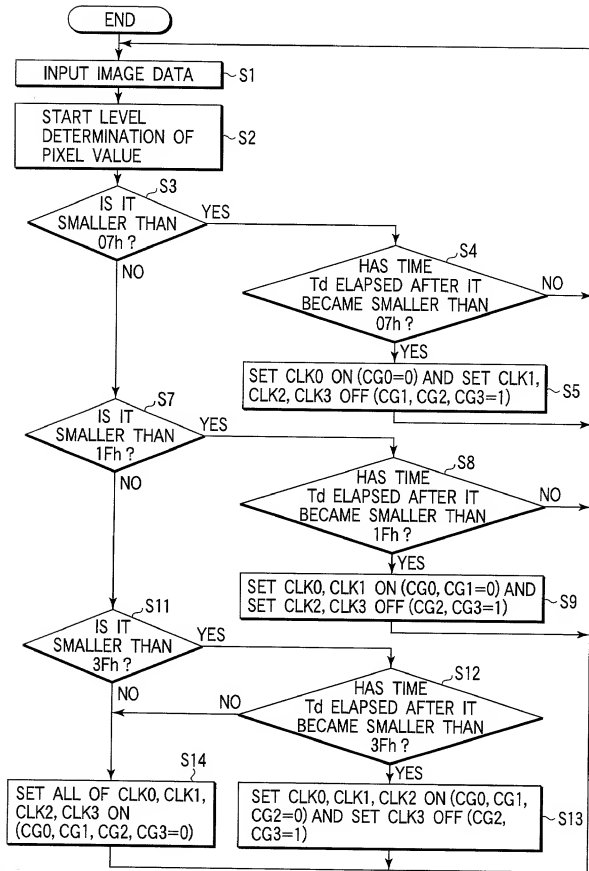 END
INPUT IMAGE DATA
S1
START LEVEL
DETERMINATION OF
PIXEL VALUE
S2
S3
IS IT
SMALLER THAN
07h?
YES
NO
S4
HAS TIME
Td ELAPSED AFTER IT
BECAME SMALLER THAN
07h?
NO
YES
SET CLK0 ON (CG0=0) AND SET CLK1,
CLK2, CLK3 OFF (CG1, CG2, CG3=1)
S5
S7
IS IT
SMALLER THAN
1Fh?
YES
NO
S8
HAS TIME
Td ELAPSED AFTER IT
BECAME SMALLER THAN
1Fh?
NO
YES
SET CLK0, CLK1 ON (CG0, CG1=0) AND
SET CLK2, CLK3 OFF (CG2, CG3=1)
S9
S11
IS IT
SMALLER THAN
3Fh?
YES
NO
S12
HAS TIME
Td ELAPSED AFTER IT
BECAME SMALLER THAN
3Fh?
NO
YES
S14
SET ALL OF CLK0, CLK1,
CLK2, CLK3 ON
(CG0, CG1, CG2, CG3=0)
SET CLK0, CLK1, CLK2 ON (CG0, CG1,
CG2=0) AND SET CLK3 OFF (CG2,
CG3=1)
S13